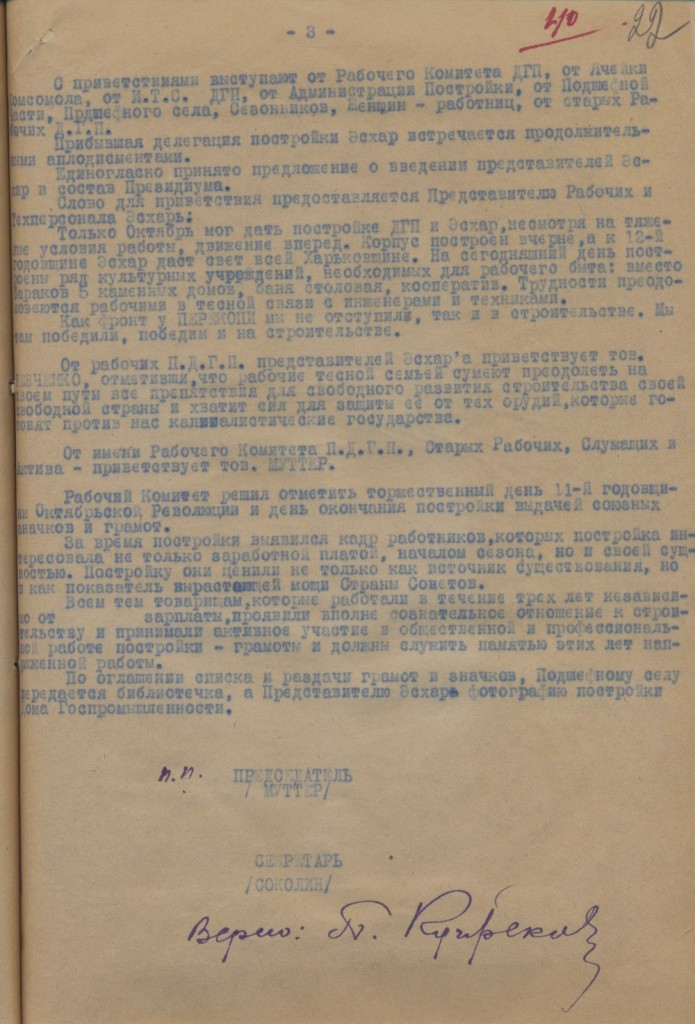 - 3 -
40
22
С приветствиями выступают от Рабочего Комитета ДГП, от Ячейки
Комсомола, от И.Т.С. ДГП, от Администрации Постройки, от Подшефной
части, Прдшефного села, Сезонников, Женщин - работниц, от старых Ра-
бочих Д.Г.П.
Прибывшая делегация постройки Эсхар встречается продолжитель-
ными аплодисментами.
Единогласно принято предложение о введении представителей Эс-
хар в состав Президиума.
Слово для приветствия предоставляется Представителю Рабочих и
Техперсонала Эсхарь:
Только Октябрь мог дать постройке ДГП и Эсхар,несмотря на тяже-
лые условия работы, движение вперед. Корпус построен вчерне,а к 12-й
годовщине Эсхар даст свет всей Харьковщине. На сегодняшний день пост-
роены ряд культурных учррждений, необходимых для рабочего быта: вместо
бараков 5 каменных домов, баня столовая, кооператив. Трудности преодо-
леваются рабочими в тесной связи с инженерами и техниками.
Как фронт у ПЕРЕКОПИ мы не отступили, так и в строительстве. Мы
там победили, победим и на строительстве.
От рабочих П.Д.Г.П. представителей Эсхар'а приветствует тов.
отметивши,что рабочие тесной семьей сумеют преодолеть на
своем пути все препятствия для свободного развития строительства своей
свободной страны и хватит сил для защиты ее от тех орудий,которые го-
товят против нас капиталистические государства.
От имени Рабочего Комитета П.Д.Г.П., Старых Рабочих, Служащих и
Актива - приветствует тов. МУТТЕР.
Рабочий Комитет решил отметить торжественный день 11-й годовщи-
ны Октябрьской Революции и день окончания постройки выдачей союзных
значков и грамот.
За время постройки выявился кадр работников,которых постройка ин-
тересовала не только заработной платой, началом сезона, но и своей сущ-
ностью. Постройку они ценили не только как источник существования, но
и как показатель вырастающей мощи Страны Советов.
Всем тем товарищам,которые работали в течение трех лет независи-
мо от зарплаты,проявили вполне сознательное отношение к строи-
тельству и принимали активное участие в общественной и профессиональ-
ной работе постройки - грамоты и должны служить памятью этих лет нап-
ряженной работы.
По оглашении списка и раздачи грамот и значков, Подшефному селу
передается библиотечка, а Представителю Эсхара фотографию постройки
Дома Госпромышленности.
п.п. ПРЕДСЕДАТЕЛЬ
/ МУТТЕР/
СЕКРЕТАРЬ
/СОКОЛИН/
Верно: